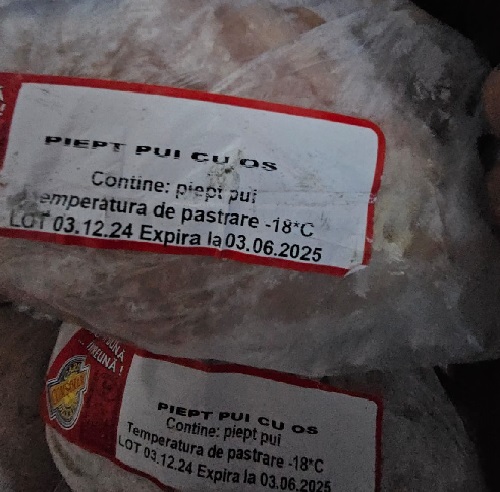 PIEPT PUI CU OS
Contine: piept pui
Temperatura de pastrare -18*C
LOT 03.12.24 Expira la 03.06.2025
ÎMPREUNĂ !
PIEPT PUI CU OS
Contine: piept pui
Temperatura de pastrare -18*C
LOT 03.12.24 Expira la 03.06.2025